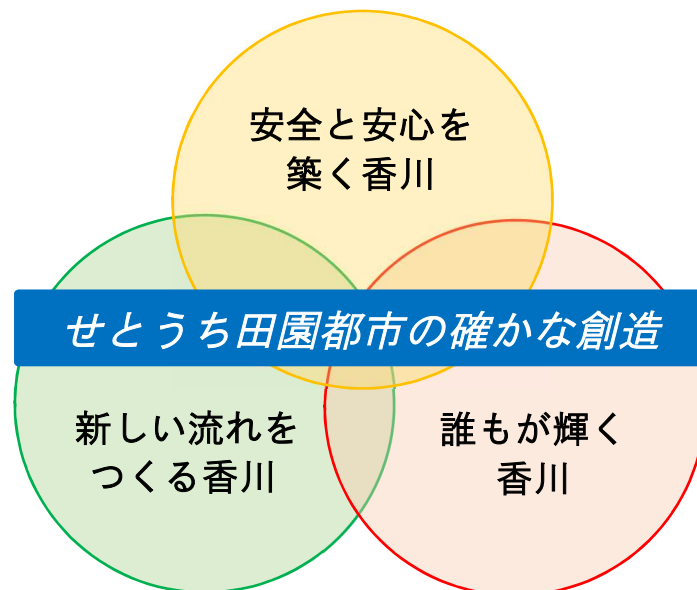 安全と安心を
築く香川
せとうち田園都市の確かな創造
新しい流れを
つくる香川
誰もが輝く
香川